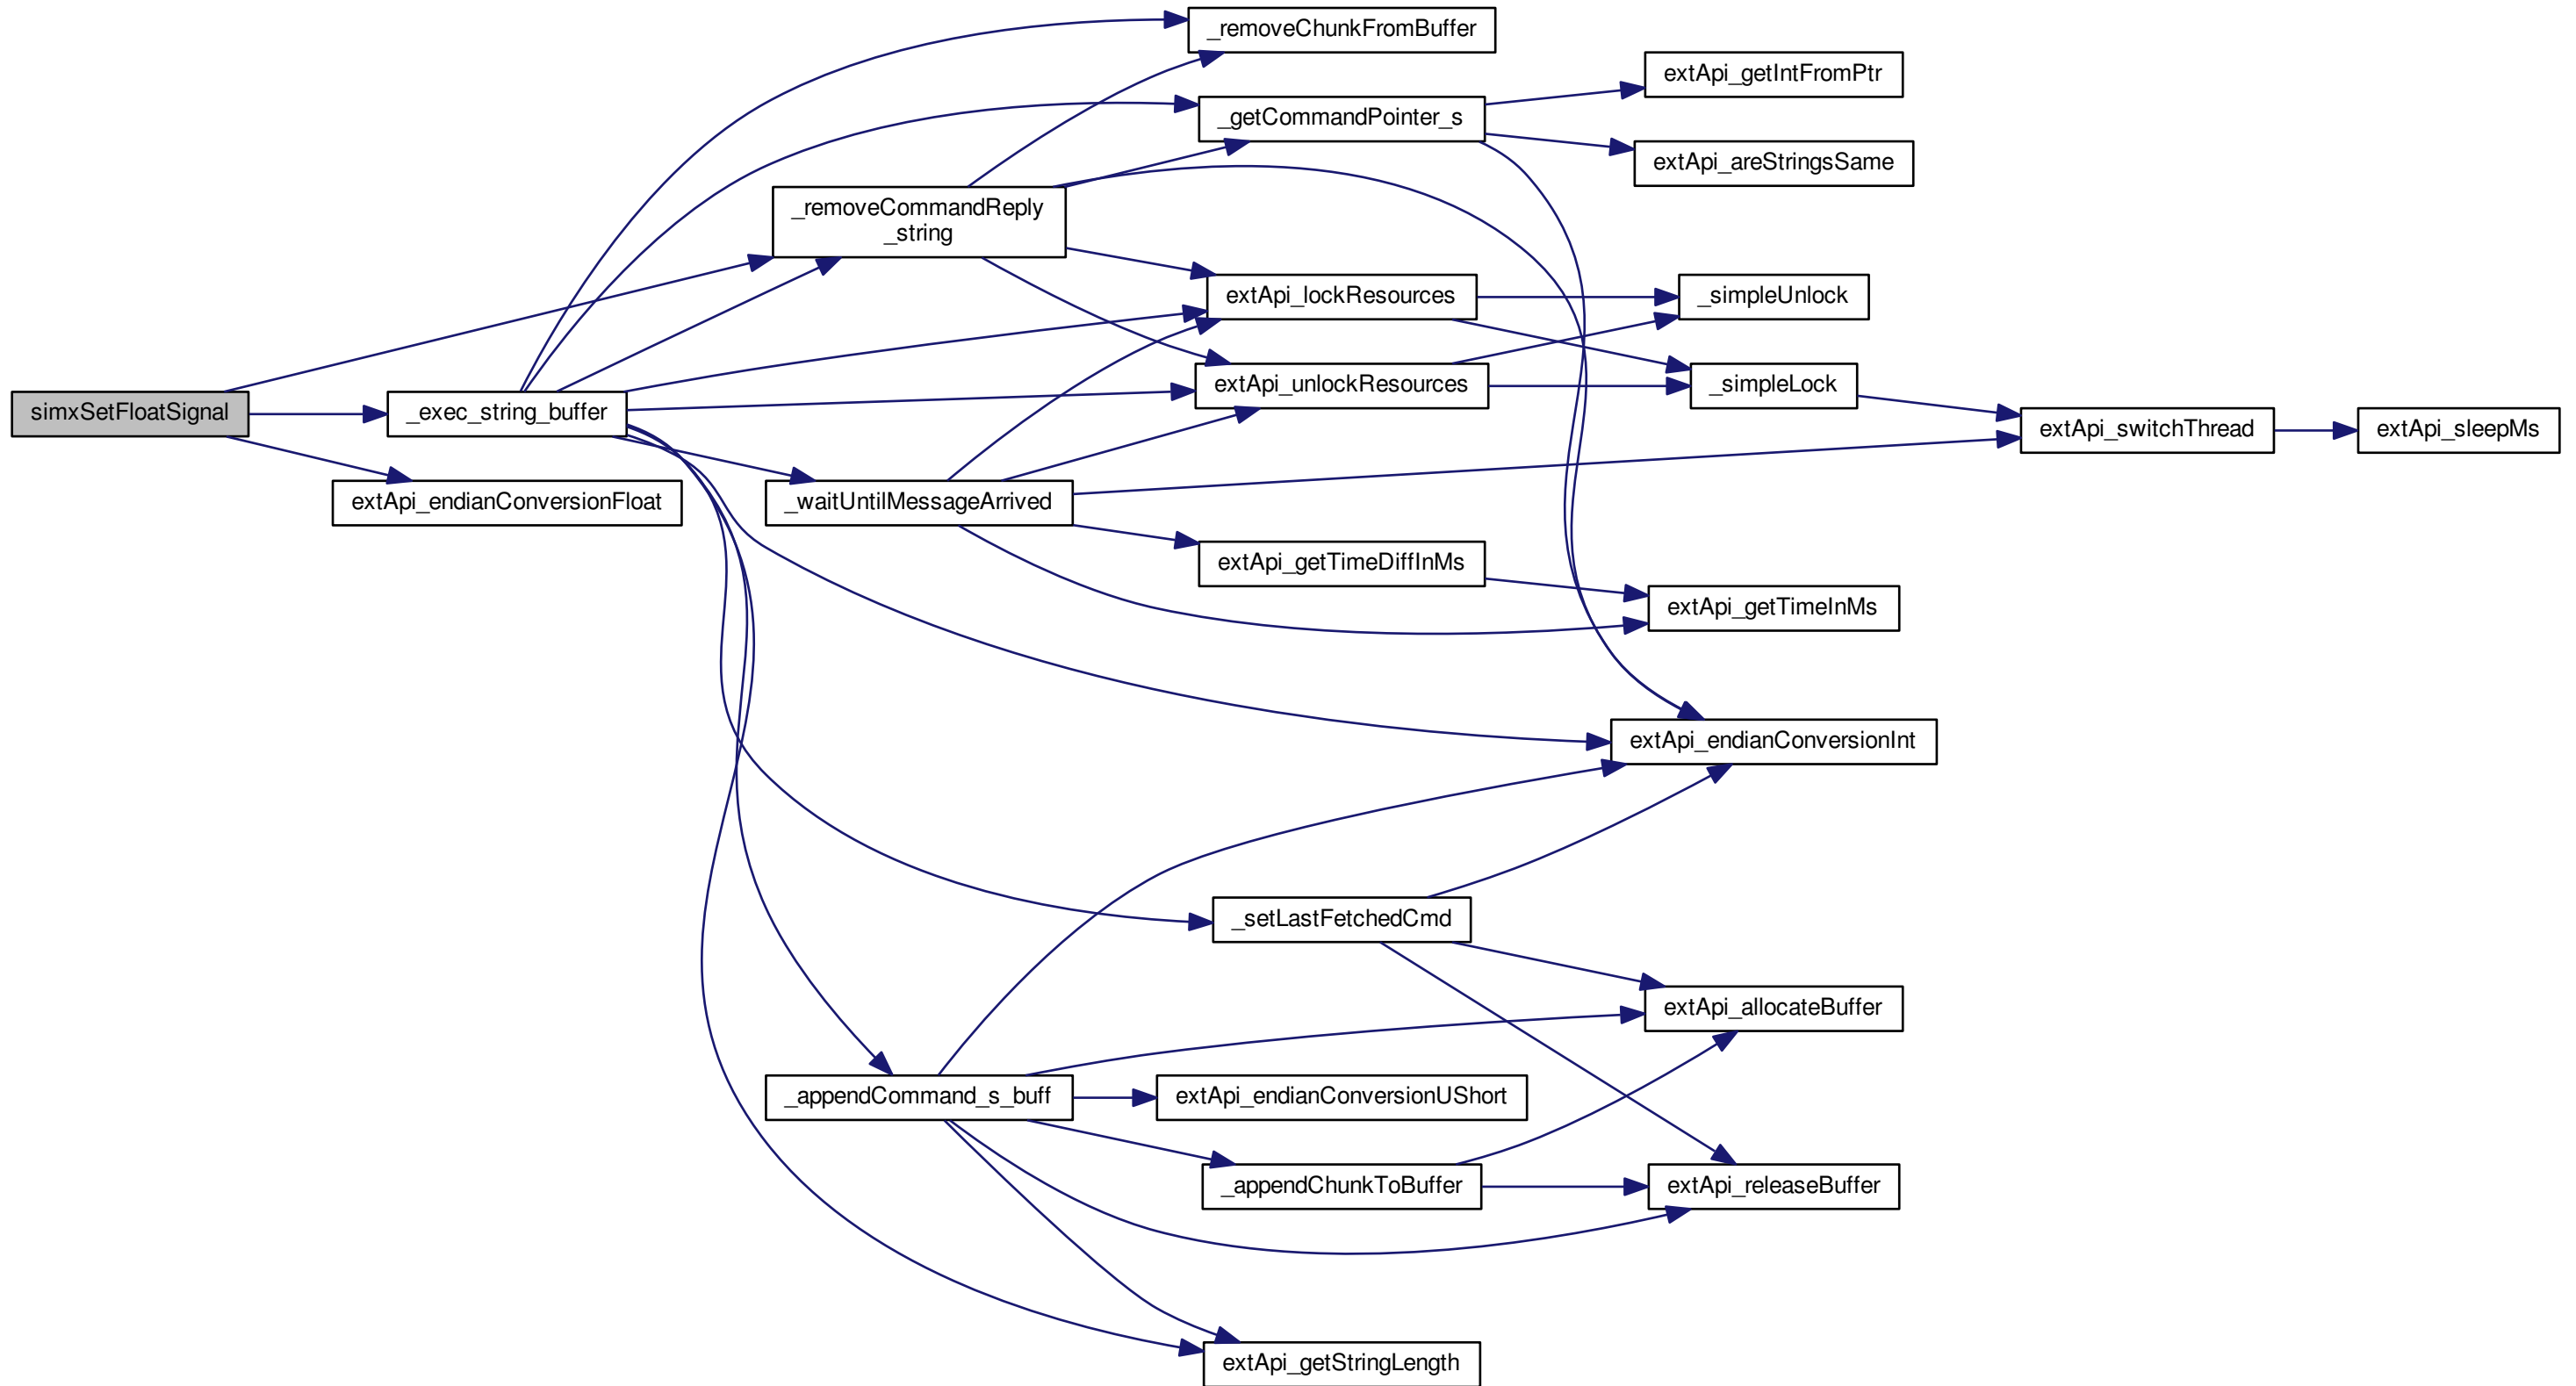 _removeChunkFromBuffer
extApi_getIntFromPtr
_getCommandPointer_s
extApi_areStringsSame
_removeCommandReply
_string
extApi_lockResources
_simpleUnlock
extApi_unlockResources
_simpleLock
simxSetFloatSignal
_exec_string_buffer
extApi_switchThread
extApi_sleepMs
extApi_endianConversionFloat
_waitUntilMessageArrived
extApi_getTimeDiffInMs
extApi_getTimeInMs
extApi_endianConversionInt
_setLastFetchedCmd
extApi_allocateBuffer
_appendCommand_s_buff
extApi_endianConversionUShort
_appendChunkToBuffer
extApi_releaseBuffer
extApi_getStringLength